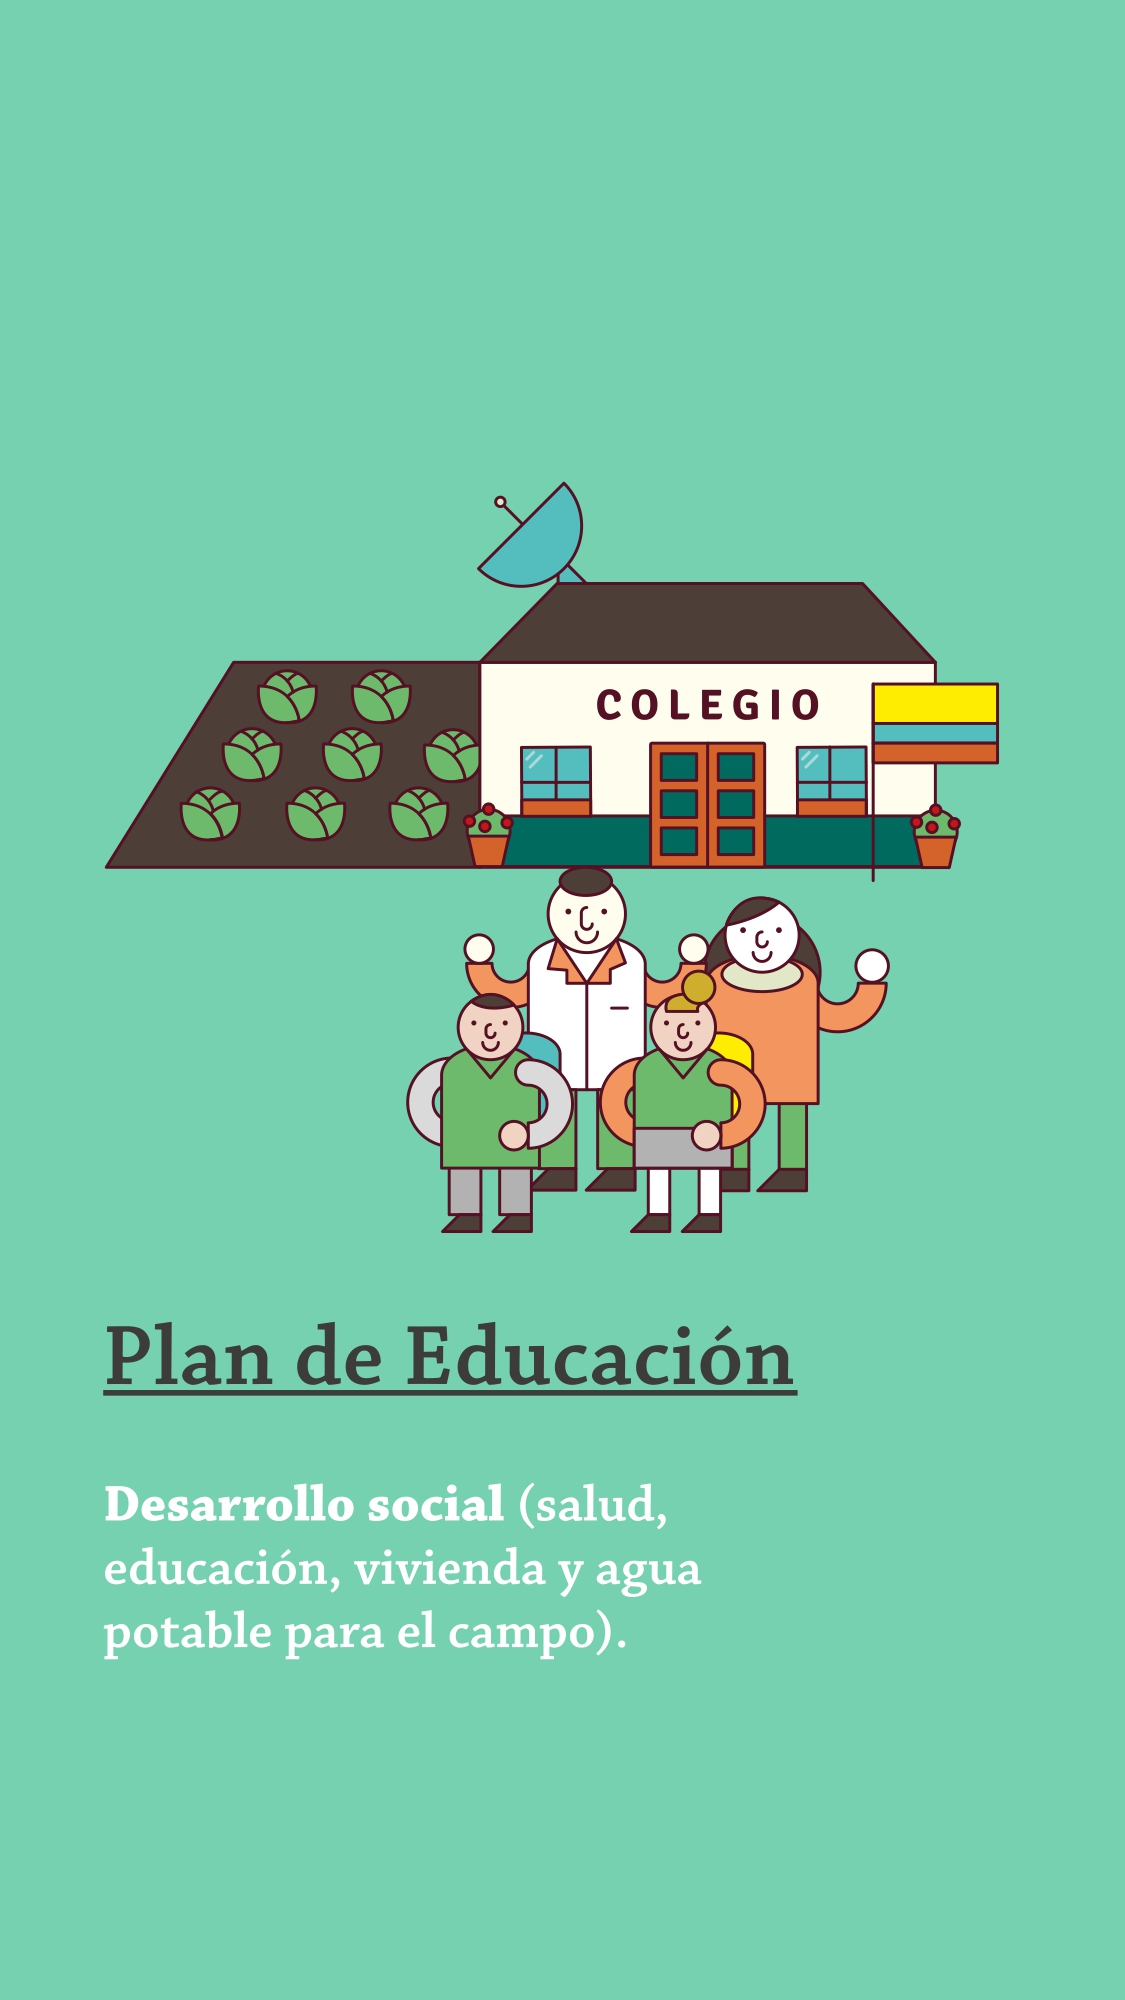 COLEGIO
Plan de Educación
Desarrollo social (salud,
educación, vivienda y agua
potable para el campo).